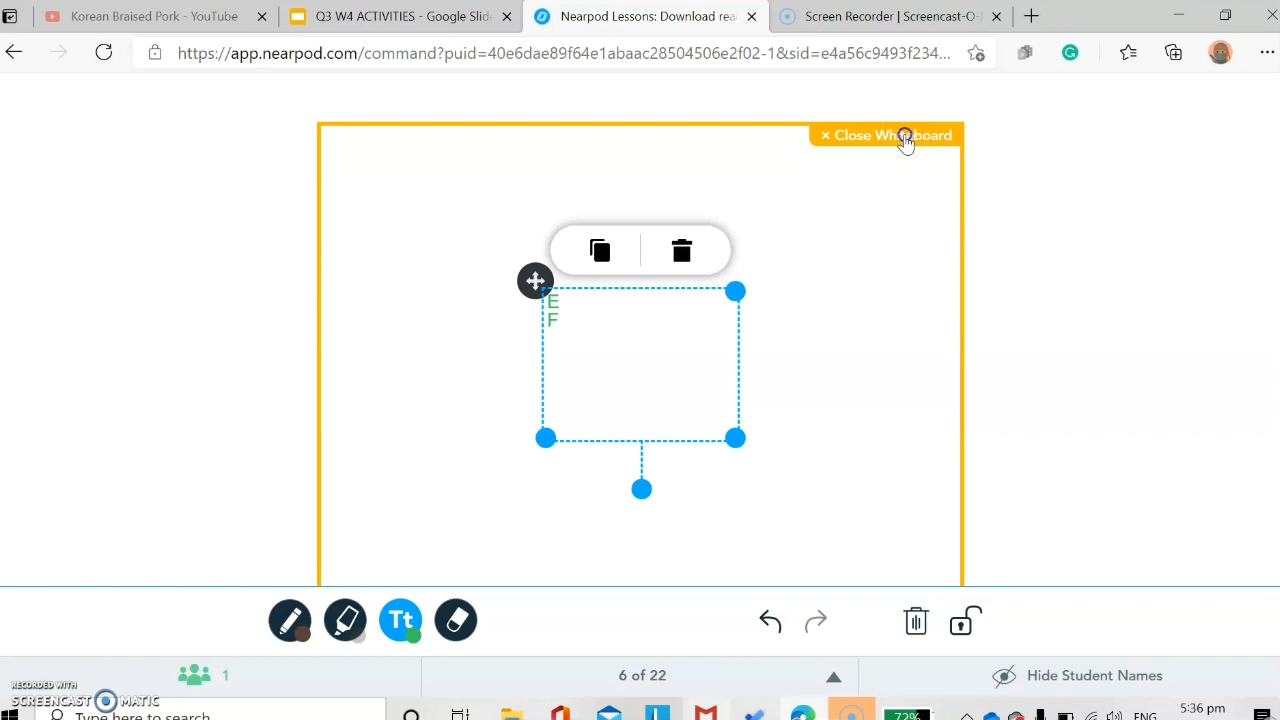 Korean Braised Pork - YouTube
Q3 W4 ACTIVITIES - Google Slid
Nearpod Lessons: Download rea
Screen Recorder | Screencast-O-
https://app.nearpod.com/command?puid=40e6dae89f64e1abaac28504506e2f02-1&sid=e4a56c9493f234...
× Close Whiteboard
E
F
Tt
1
6 of 22
Hide Student Names
RECORDED WITH
SCREENCAST O MATIC
Type here to search
72%
ENG
5:36 pm